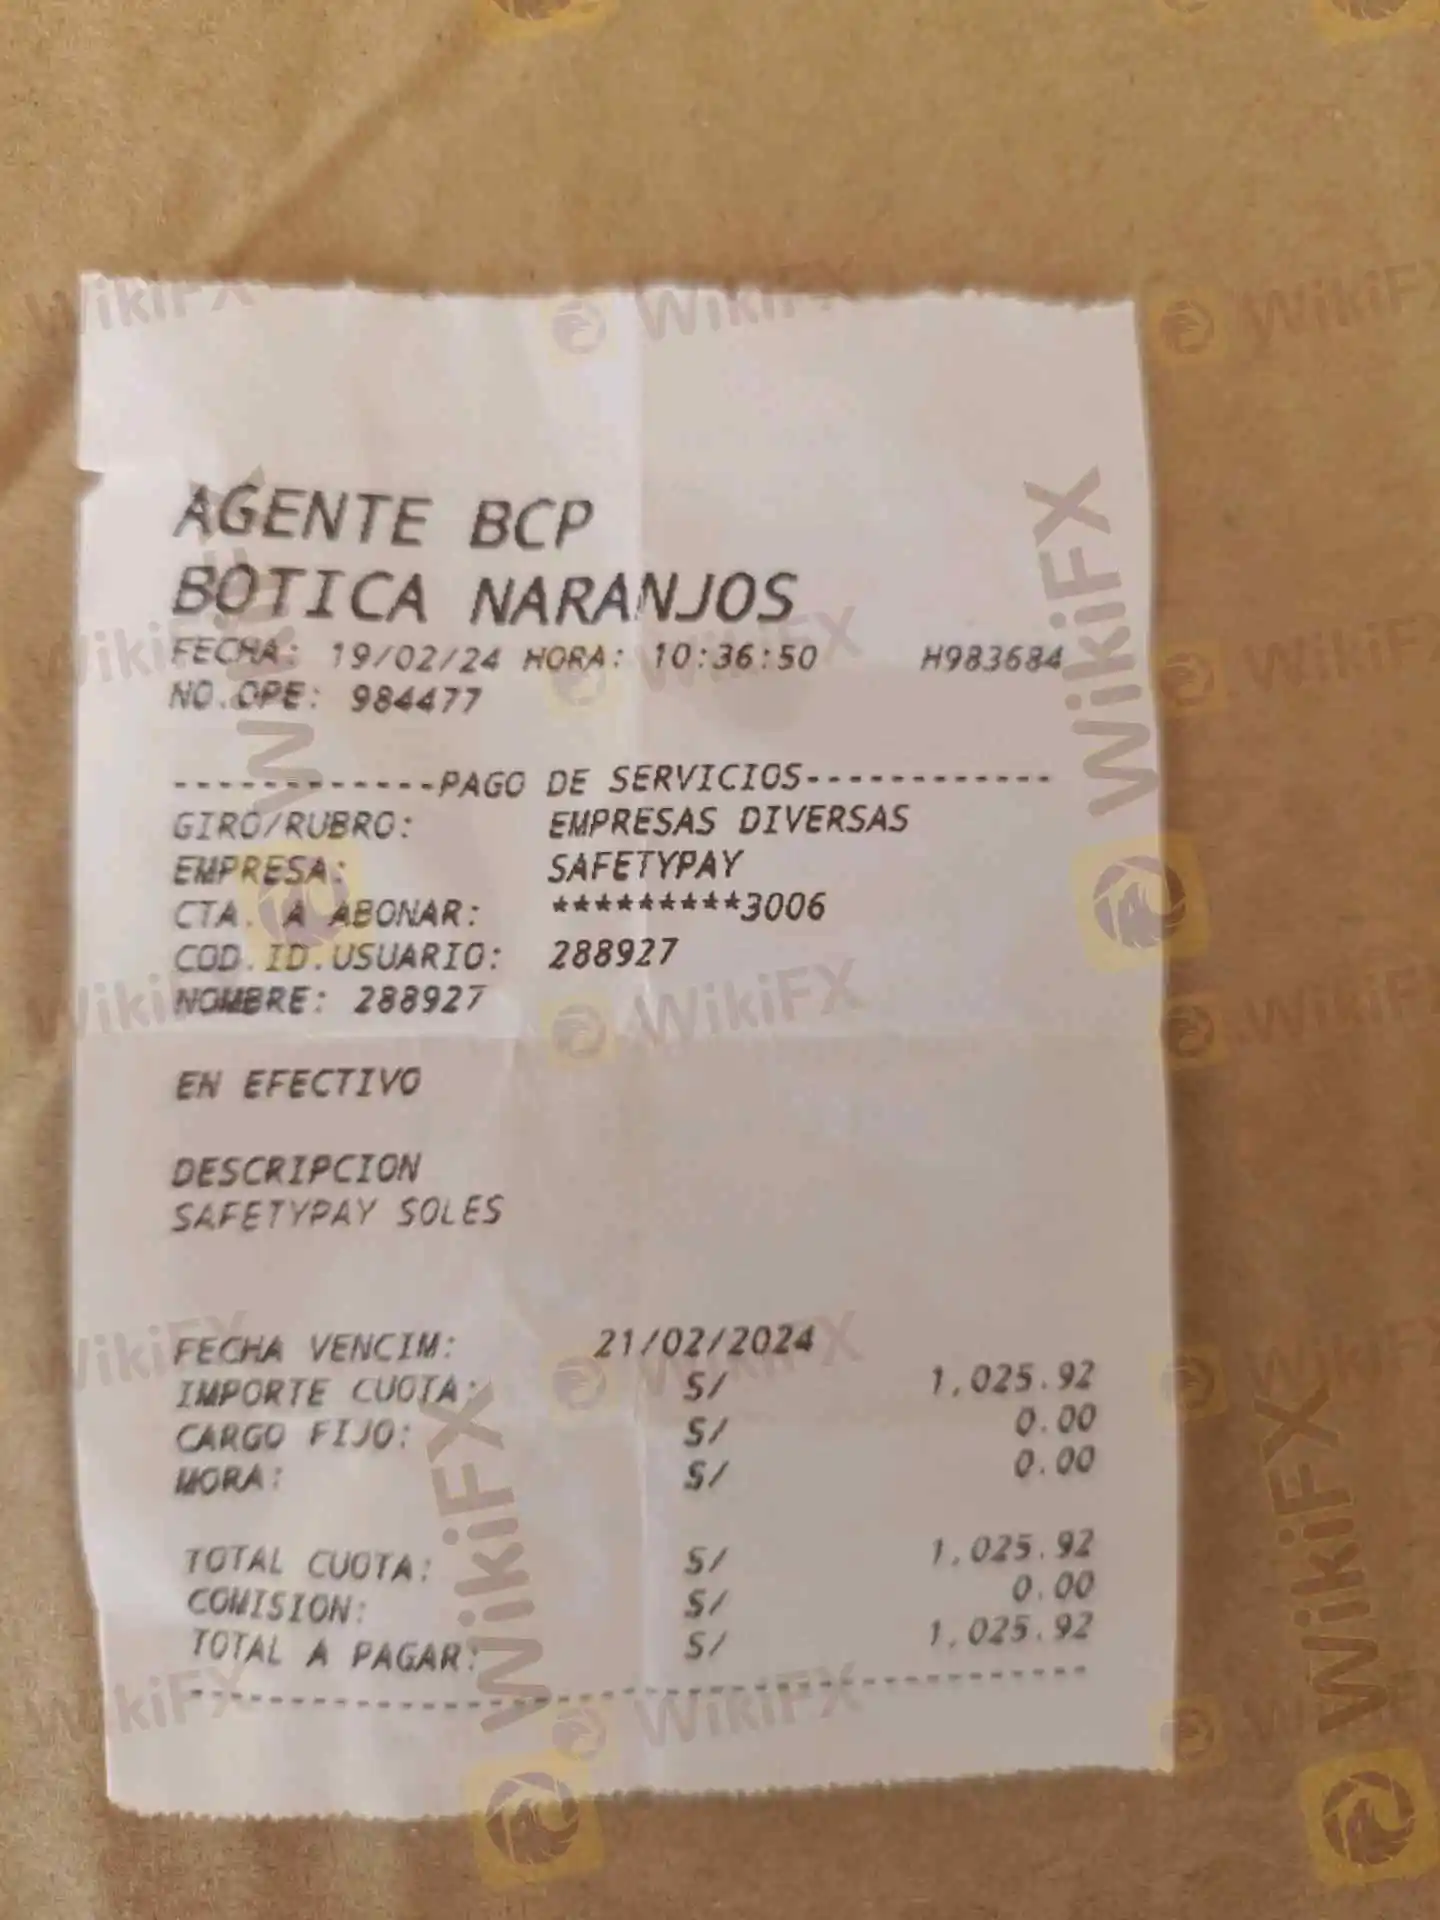 AGENTE BCP
BOTICA NARANJOS
FECHA: 19/02/24 HORA: 10:36:50 H983684
NO.OPE: 984477
------------PAGO DE SERVICIOS------------
GIRO/RUBRO: EMPRESAS DIVERSAS
EMPRESA: SAFETYPAY
CTA. A ABONAR: *********3006
COD.ID.USUARIO: 288927
NOMBRE: 288927
EN EFECTIVO
DESCRIPCION
SAFETYPAY SOLES
FECHA VENCIM: 21/02/2024
IMPORTE CUOTA: S/ 1,025.92
CARGO FIJO: S/ 0.00
MORA: S/ 0.00
TOTAL CUOTA: S/ 1,025.92
COMISION: S/ 0.00
TOTAL A PAGAR: S/ 1,025.92
WikiFX